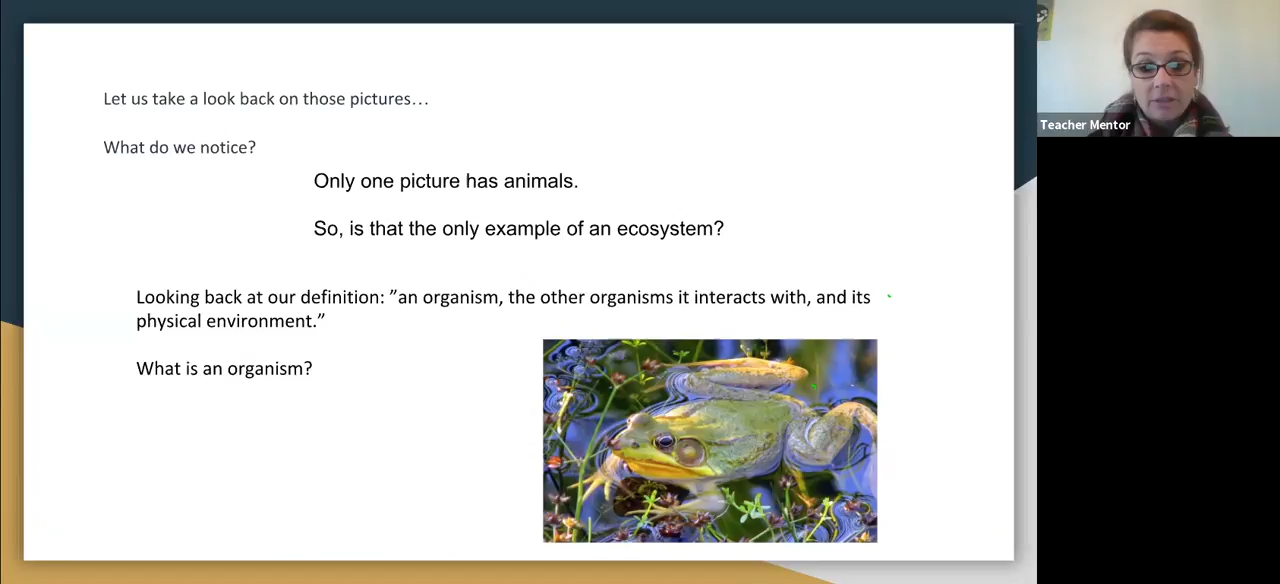 Let us take a look back on those pictures…
What do we notice?
Only one picture has animals.
So, is that the only example of an ecosystem?
Looking back at our definition: ”an organism, the other organisms it interacts with, and its
physical environment.”
What is an organism?
Teacher Mentor